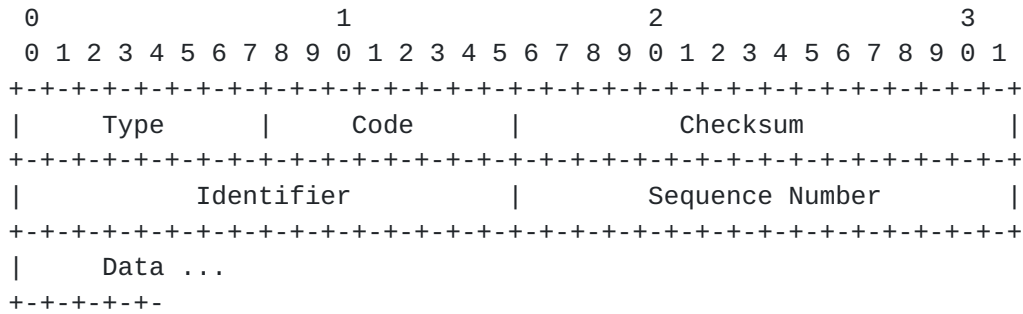 0                   1                   2                   3
0 1 2 3 4 5 6 7 8 9 0 1 2 3 4 5 6 7 8 9 0 1 2 3 4 5 6 7 8 9 0 1
+-+-+-+-+-+-+-+-+-+-+-+-+-+-+-+-+-+-+-+-+-+-+-+-+-+-+-+-+-+-+-+-+
|     Type      |     Code      |          Checksum             |
+-+-+-+-+-+-+-+-+-+-+-+-+-+-+-+-+-+-+-+-+-+-+-+-+-+-+-+-+-+-+-+-+
|           Identifier          |        Sequence Number        |
+-+-+-+-+-+-+-+-+-+-+-+-+-+-+-+-+-+-+-+-+-+-+-+-+-+-+-+-+-+-+-+-+
|     Data ...
+-+-+-+-+-